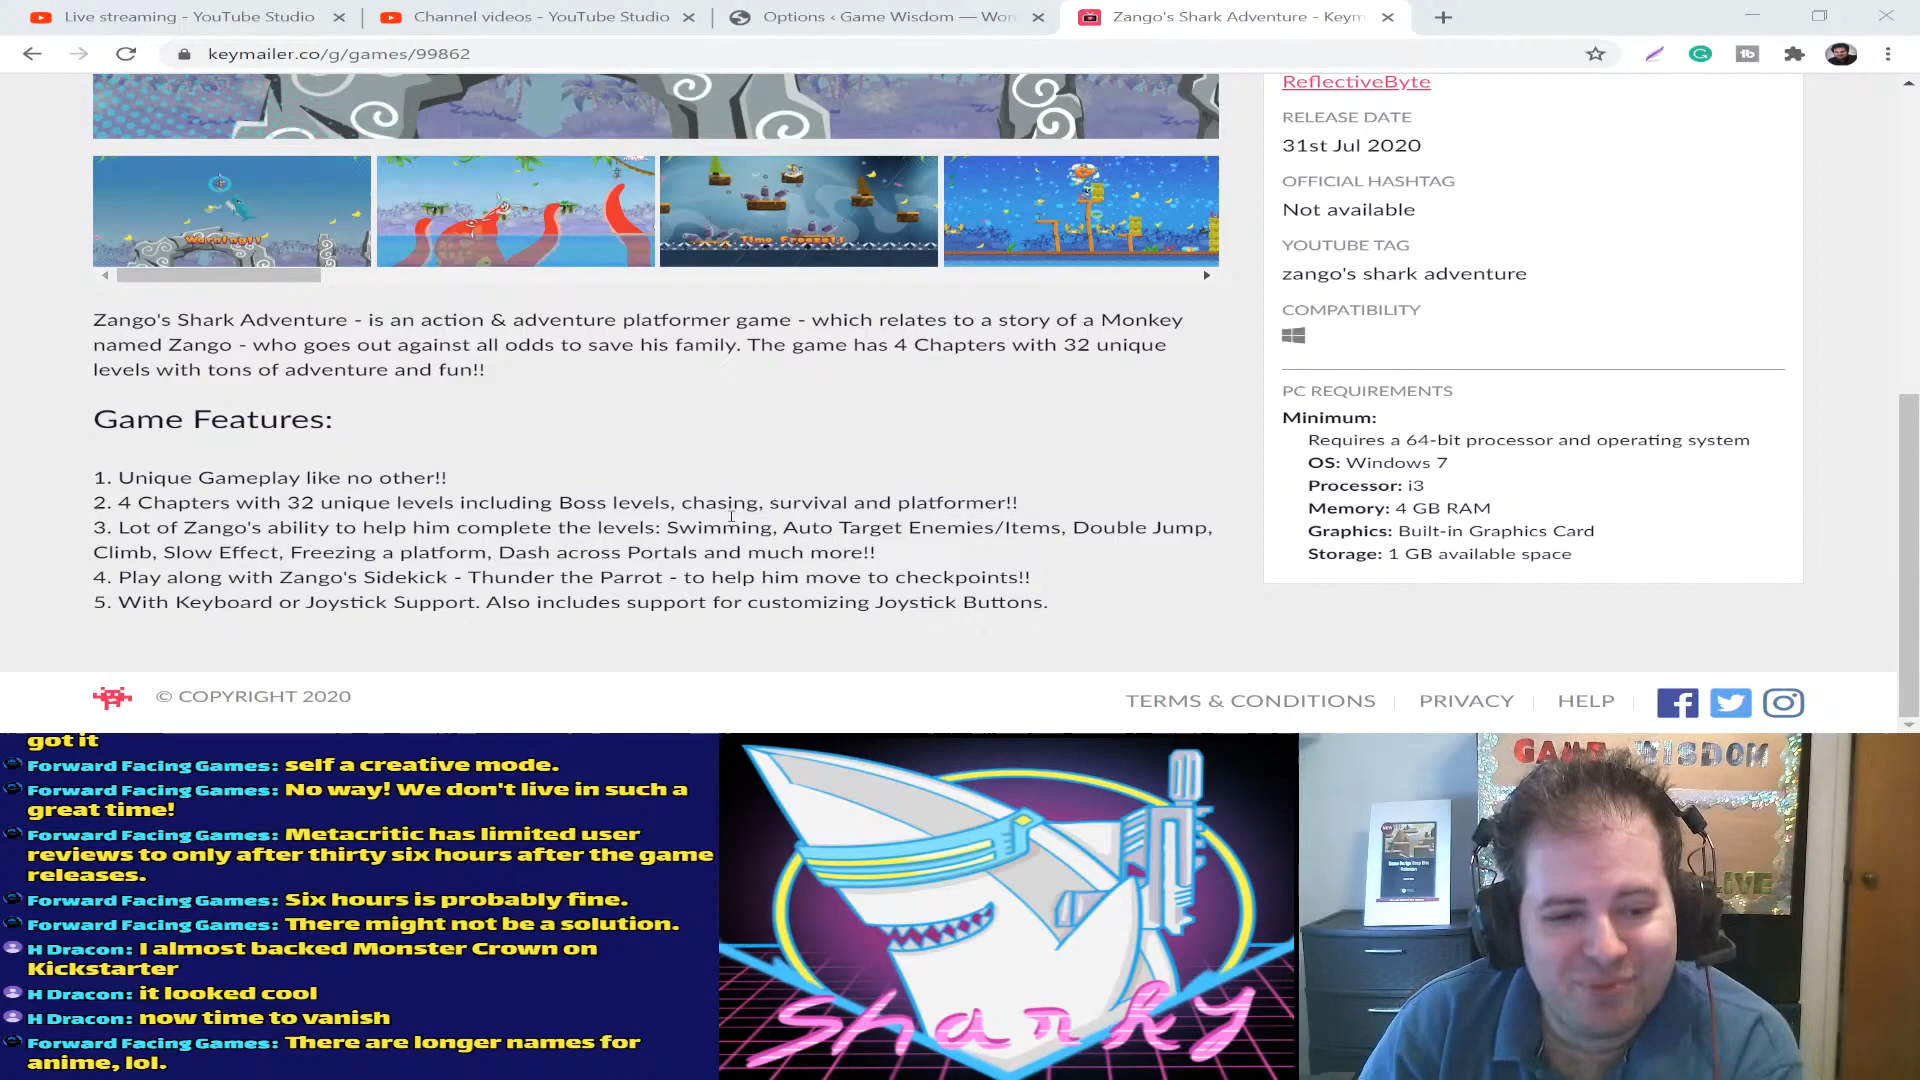 Live streaming - YouTube Studio
Channel videos - YouTube Studio
Options ‹ Game Wisdom — Wor
Zango's Shark Adventure - Keym
keymailer.co/g/games/99862
Warning!!
Time Freeze!!
Zango's Shark Adventure - is an action & adventure platformer game - which relates to a story of a Monkey
named Zango - who goes out against all odds to save his family. The game has 4 Chapters with 32 unique
levels with tons of adventure and fun!!
Game Features:
1. Unique Gameplay like no other!!
2. 4 Chapters with 32 unique levels including Boss levels, chasing, survival and platformer!!
3. Lot of Zango's ability to help him complete the levels: Swimming, Auto Target Enemies/Items, Double Jump,
Climb, Slow Effect, Freezing a platform, Dash across Portals and much more!!
4. Play along with Zango's Sidekick - Thunder the Parrot - to help him move to checkpoints!!
5. With Keyboard or Joystick Support. Also includes support for customizing Joystick Buttons.
ReflectiveByte
RELEASE DATE
31st Jul 2020
OFFICIAL HASHTAG
Not available
YOUTUBE TAG
zango's shark adventure
COMPATIBILITY
PC REQUIREMENTS
Minimum:
Requires a 64-bit processor and operating system
OS: Windows 7
Processor: i3
Memory: 4 GB RAM
Graphics: Built-in Graphics Card
Storage: 1 GB available space
© COPYRIGHT 2020
TERMS & CONDITIONS
PRIVACY
HELP
got it
Forward Facing Games: self a creative mode.
Forward Facing Games: No way! We don't live in such a
great time!
Forward Facing Games: Metacritic has limited user
reviews to only after thirty six hours after the game
releases.
Forward Facing Games: Six hours is probably fine.
Forward Facing Games: There might not be a solution.
H Dracon: I almost backed Monster Crown on
Kickstarter
H Dracon: it looked cool
H Dracon: now time to vanish
Forward Facing Games: There are longer names for
anime, lol.
Sharky
GAME WISDOM
LIVE